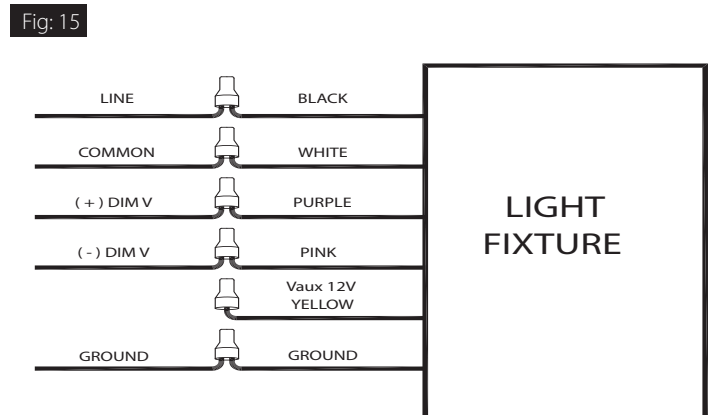 Fig: 15
LINE BLACK
COMMON WHITE
( + ) DIM V PURPLE
( - ) DIM V PINK
Vaux 12V
YELLOW
GROUND GROUND
LIGHT
FIXTURE